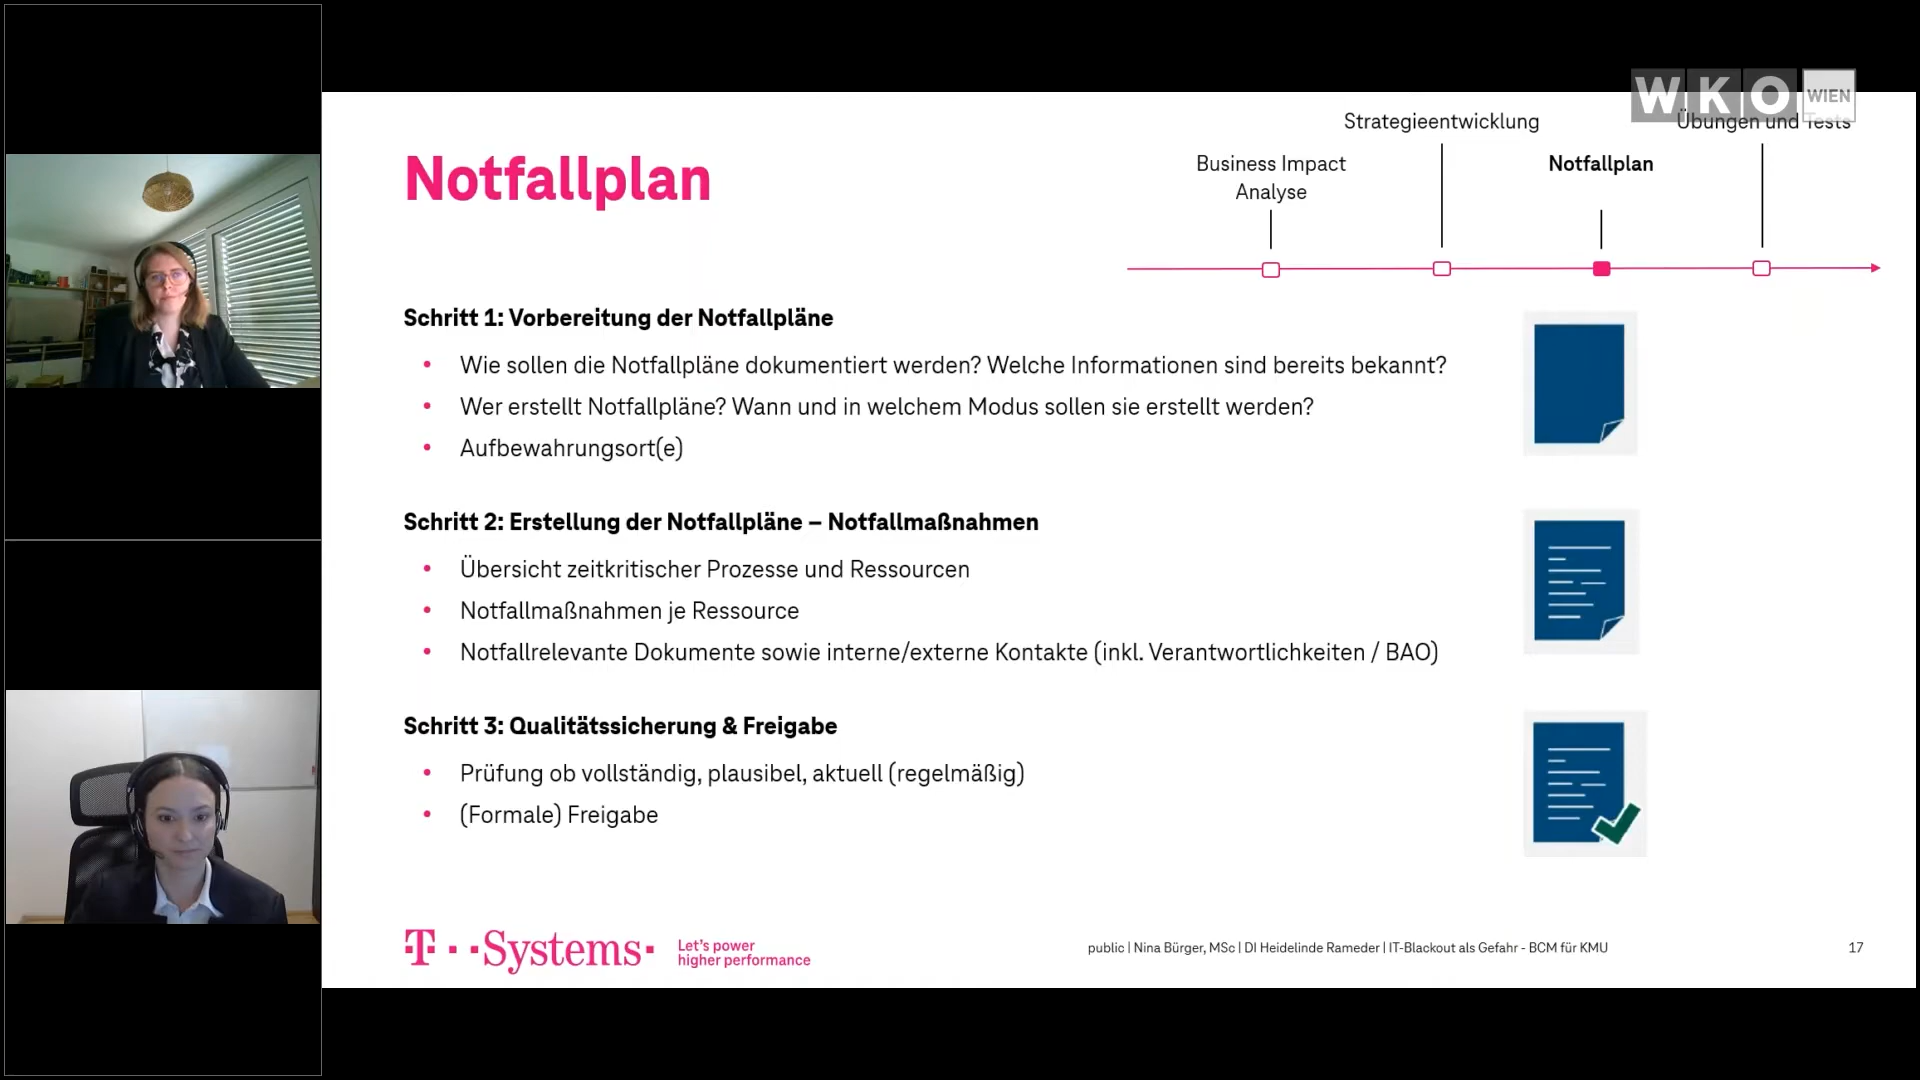 WKO WIEN
Strategieentwicklung
Übungen und Tests
Notfallplan
Business Impact
Analyse
Notfallplan
Schritt 1: Vorbereitung der Notfallpläne
• Wie sollen die Notfallpläne dokumentiert werden? Welche Informationen sind bereits bekannt?
• Wer erstellt Notfallpläne? Wann und in welchem Modus sollen sie erstellt werden?
• Aufbewahrungsort(e)
Schritt 2: Erstellung der Notfallpläne – Notfallmaßnahmen
• Übersicht zeitkritischer Prozesse und Ressourcen
• Notfallmaßnahmen je Ressource
• Notfallrelevante Dokumente sowie interne/externe Kontakte (inkl. Verantwortlichkeiten / BAO)
Schritt 3: Qualitätssicherung & Freigabe
• Prüfung ob vollständig, plausibel, aktuell (regelmäßig)
• (Formale) Freigabe
T··Systems·
Let's power
higher performance
public | Nina Bürger, MSc | DI Heidelinde Rameder | IT-Blackout als Gefahr - BCM für KMU
17